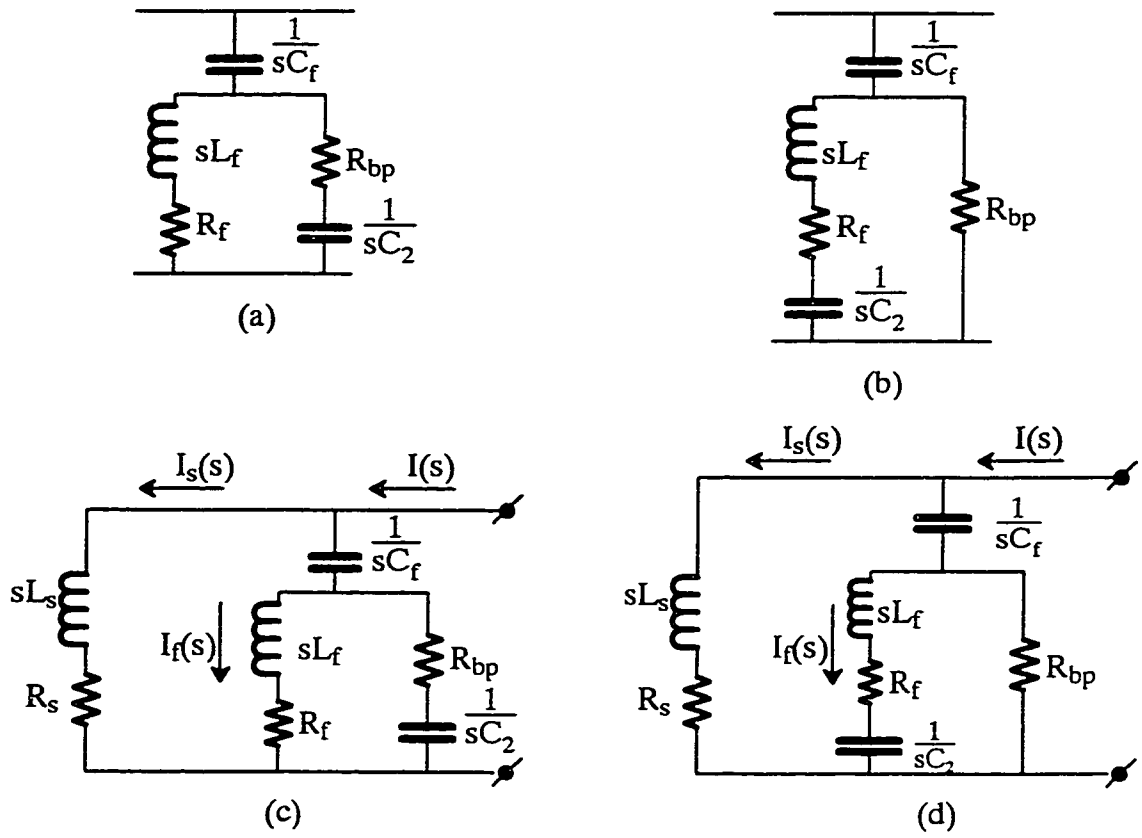 1/sC_f
sL_f
R_bp
R_f
1/sC_2
(a)
1/sC_f
sL_f
R_f
R_bp
1/sC_2
(b)
I_s(s)
I(s)
1/sC_f
sL_s
I_f(s)
sL_f
R_bp
R_s
R_f
1/sC_2
(c)
I_s(s)
I(s)
1/sC_f
sL_s
I_f(s)
sL_f
R_f
R_bp
R_s
1/sC_2
(d)